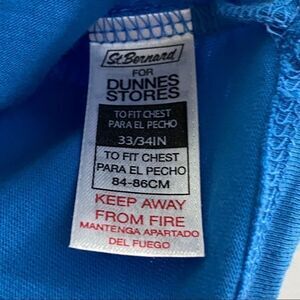 St Bernard
FOR
DUNNES
STORES
TO FIT CHEST
PARA EL PECHO
33/34IN
TO FIT CHEST
PARA EL PECHO
84-86CM
KEEP AWAY
FROM FIRE
MANTENGA APARTADO
DEL FUEGO